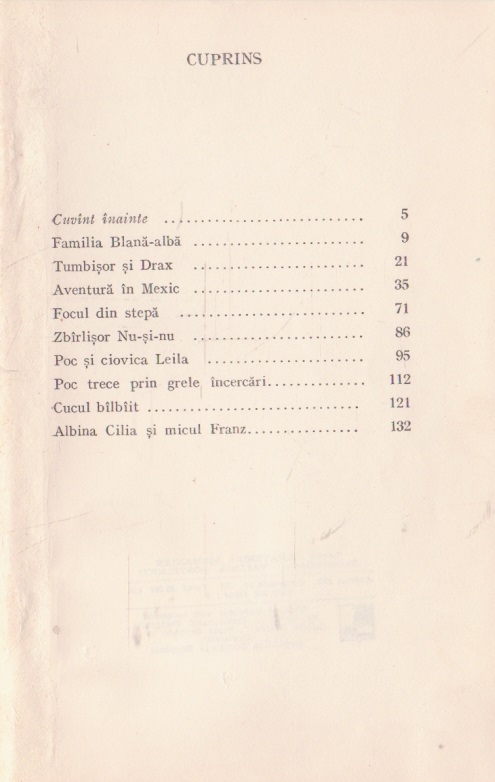 CUPRINS
Cuvînt înainte ........................... 5
Familia Blană-albă ....................... 9
Tumbișor și Drax ....................... 21
Aventură în Mexic ....................... 35
Focul din stepă ......................... 71
Zbîrlișor Nu-și-nu ....................... 86
Poc și ciovica Leila ..................... 95
Poc trece prin grele încercări............. 112
Cucul bîlbîit ............................. 121
Albina Cilia și micul Franz............... 132